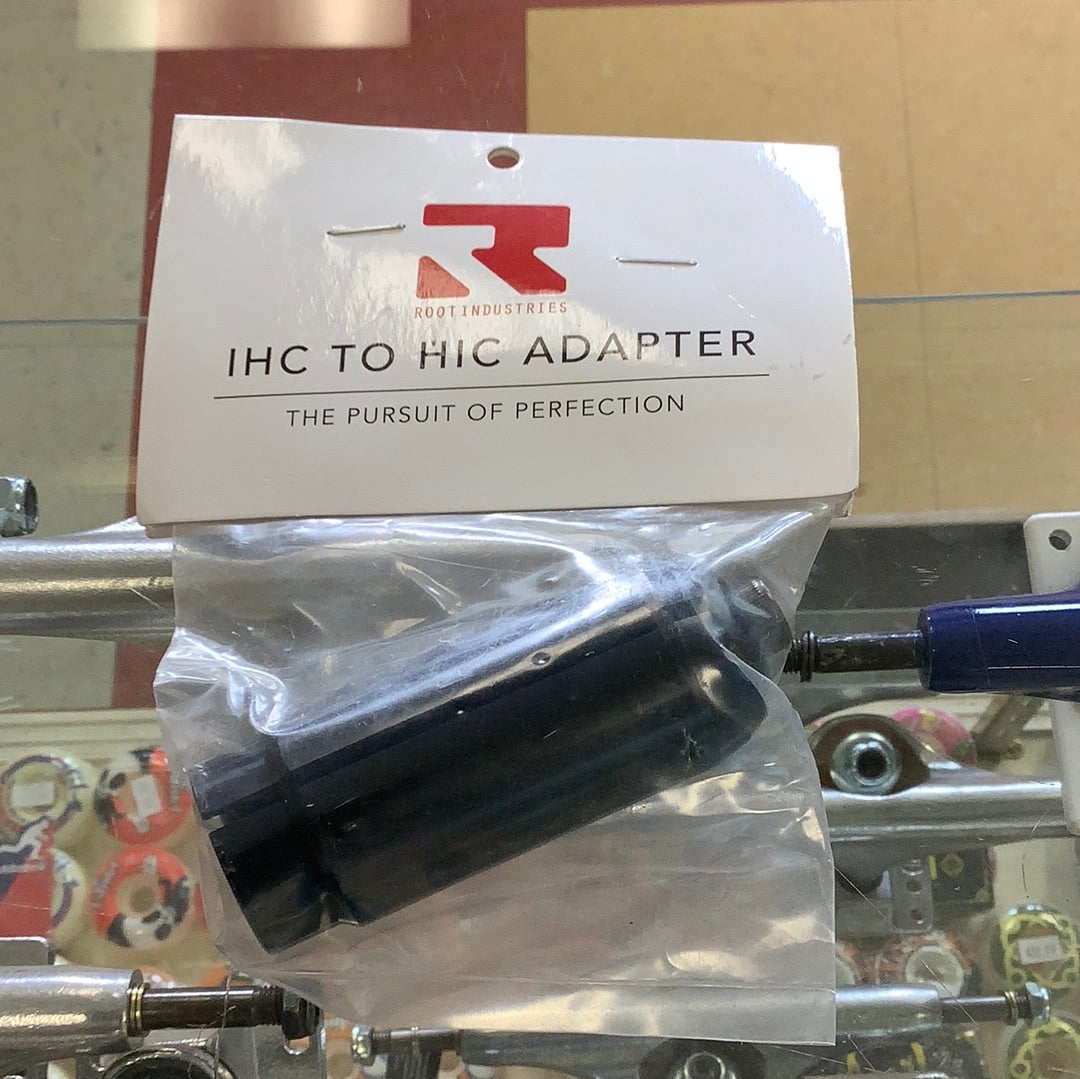 ROOT INDUSTRIES
IHC TO HIC ADAPTER
THE PURSUIT OF PERFECTION